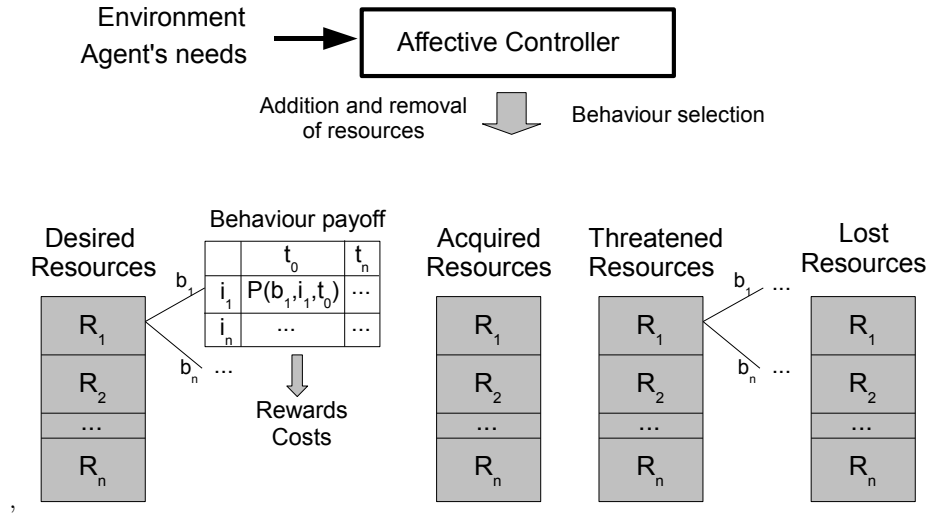 Environment
Agent's needs
Affective Controller
Addition and removal
of resources
Behaviour selection
Desired
Resources
Behaviour payoff
t₀ tₙ
i₁ P(b₁,i₁,t₀) ...
iₙ ... ...
b₁
bₙ ...
Rewards
Costs
R₁
R₂
...
Rₙ
Acquired
Resources
R₁
R₂
...
Rₙ
Threatened
Resources
b₁ ...
bₙ ...
R₁
R₂
...
Rₙ
Lost
Resources
R₁
R₂
...
Rₙ
,